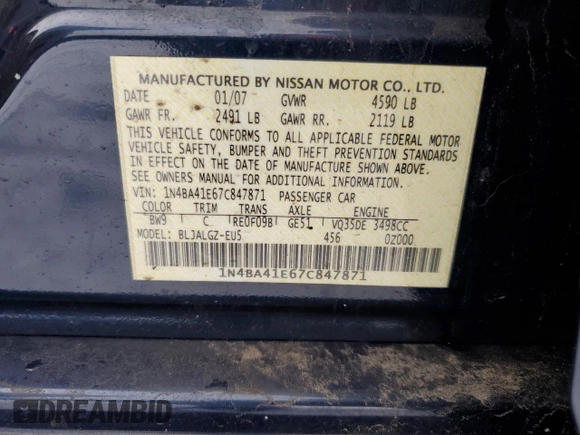 MANUFACTURED BY NISSAN MOTOR CO., LTD.
DATE 01/07 GVWR 4590 LB
GAWR FR. 2491 LB GAWR RR. 2119 LB
THIS VEHICLE CONFORMS TO ALL APPLICABLE FEDERAL MOTOR
VEHICLE SAFETY, BUMPER AND THEFT PREVENTION STANDARDS
IN EFFECT ON THE DATE OF MANUFACTURE SHOWN ABOVE.
SEE OWNERS MANUAL FOR ADDITIONAL INFORMATION.
VIN: 1N4BA41E67C847871 PASSENGER CAR
COLOR TRIM TRANS AXLE ENGINE
BW9 C RE0F09B GE51 VQ35DE 3498CC
MODEL: BLJALGZ-EU5 456 0Z000
1N4BA41E67C847871
DREAMBID